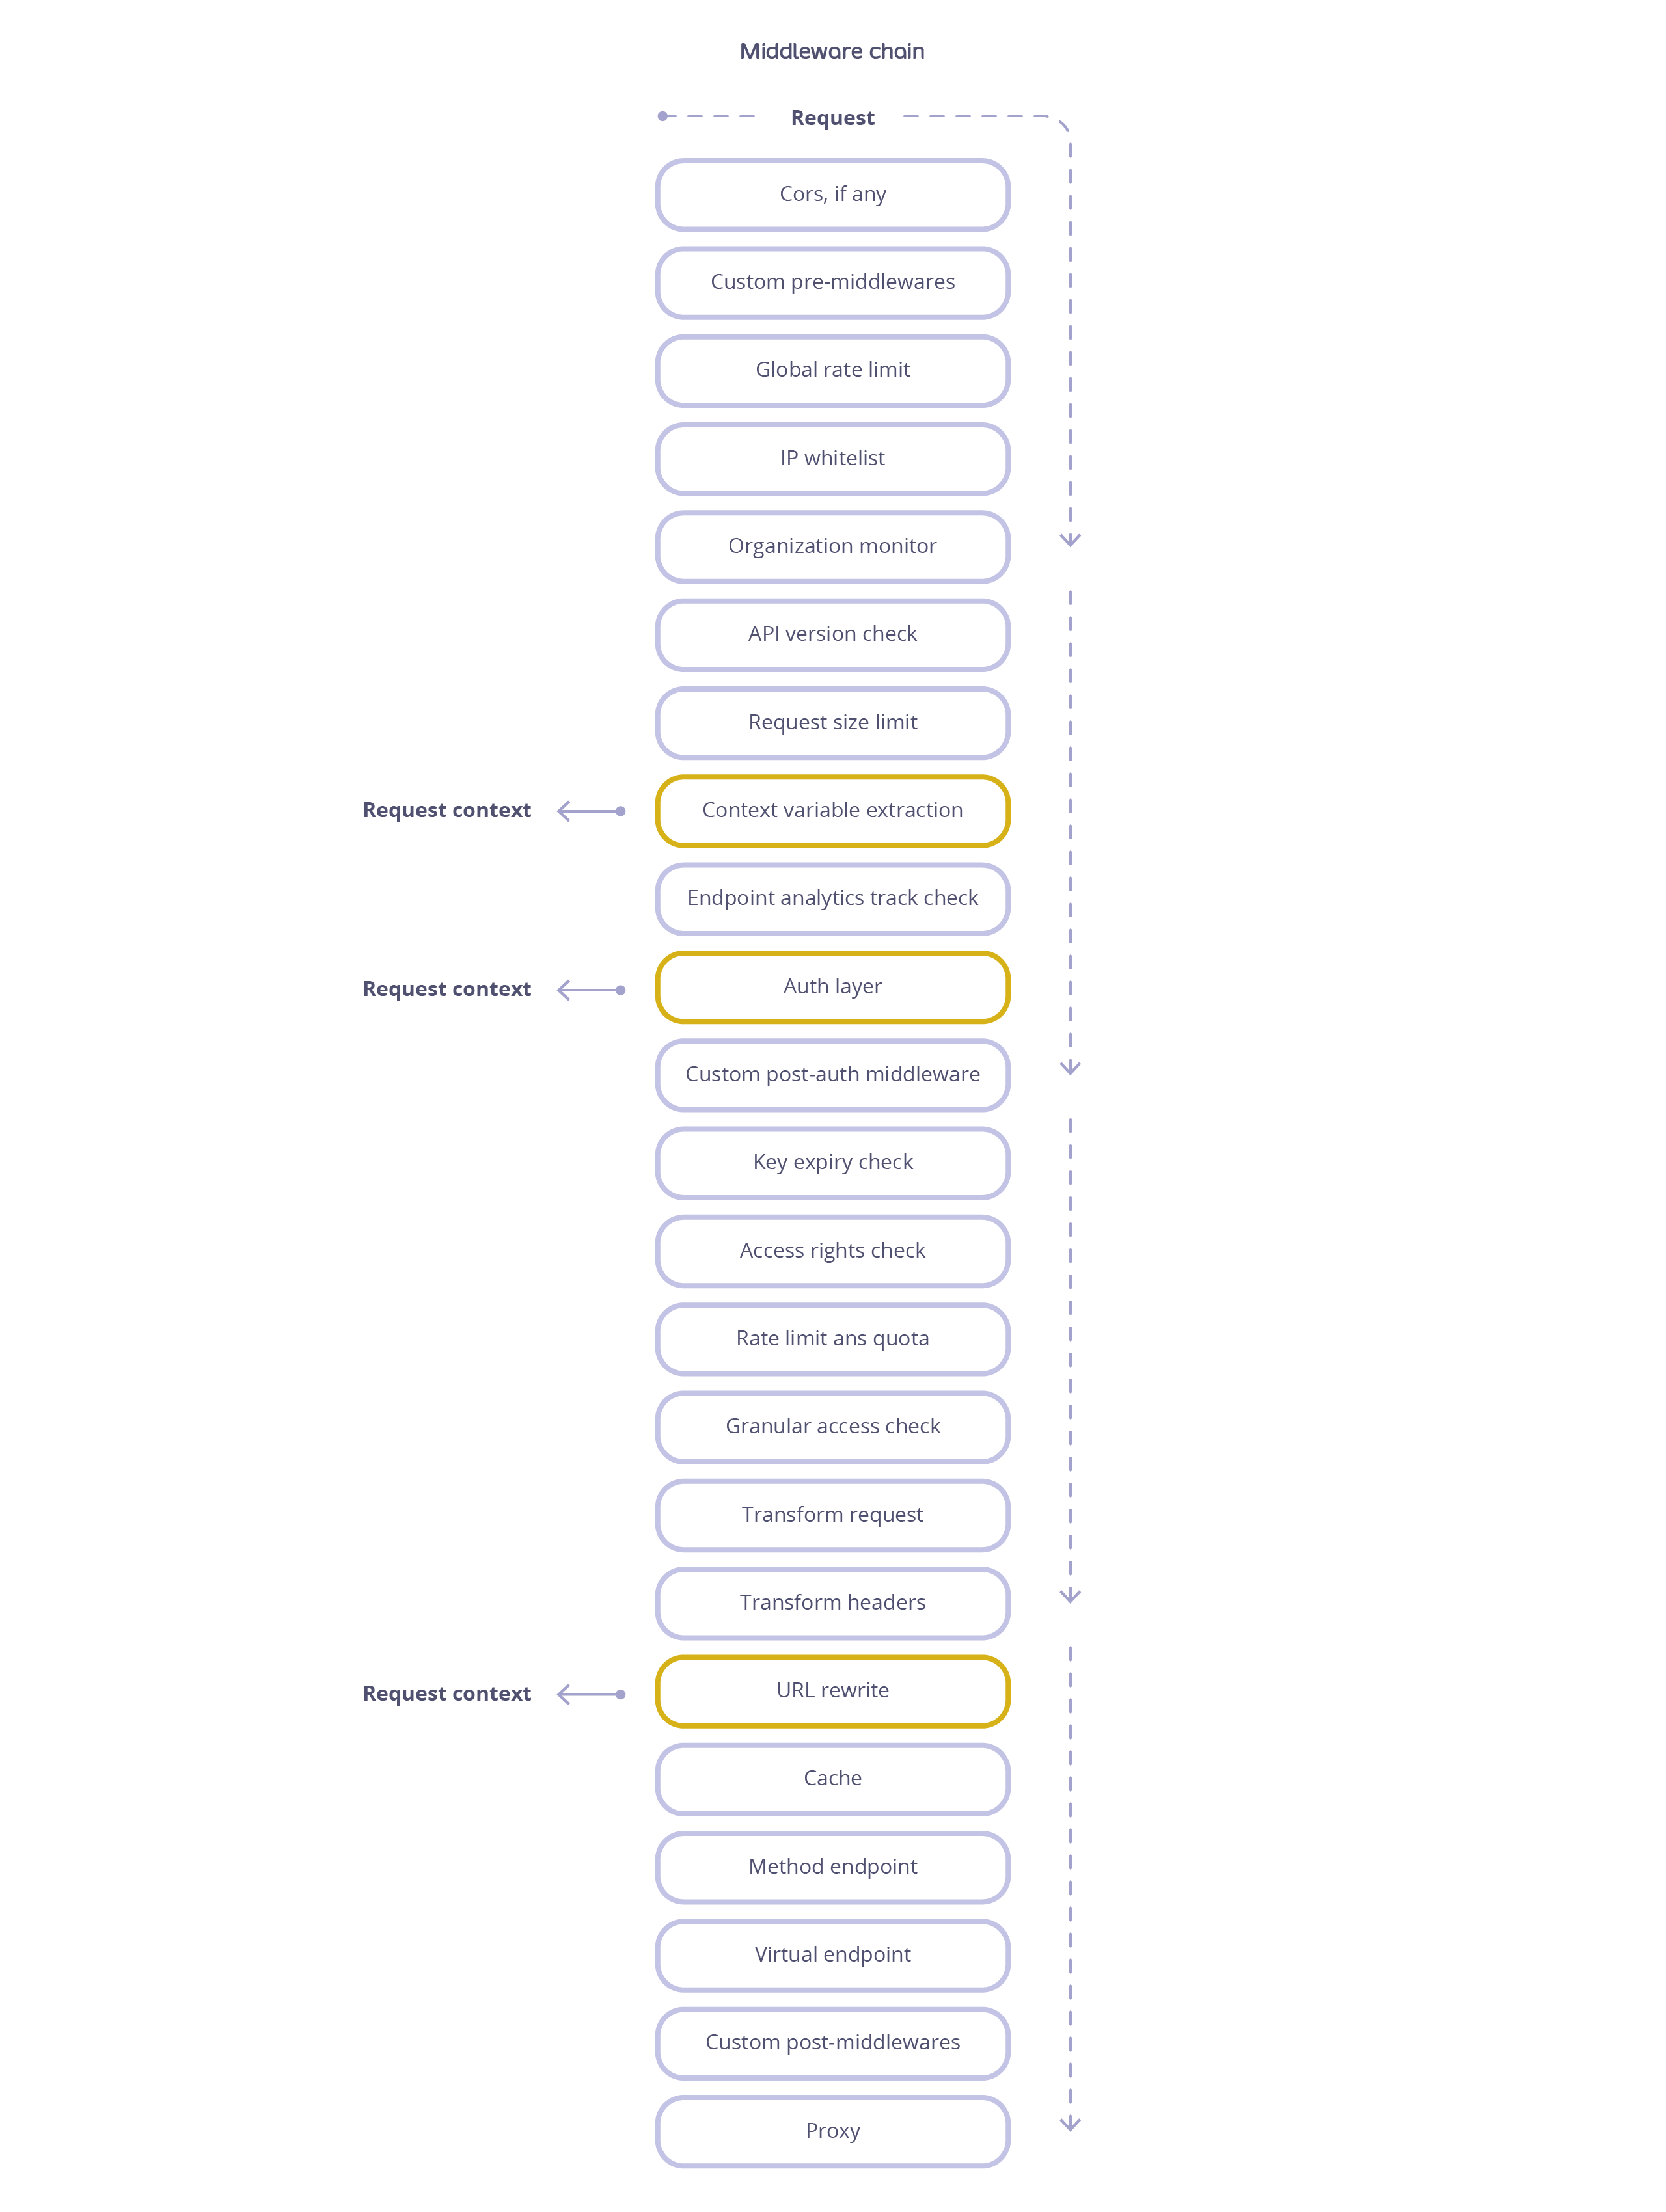 Middleware chain
Request
Cors, if any
Custom pre-middlewares
Global rate limit
IP whitelist
Organization monitor
API version check
Request size limit
Request context
Context variable extraction
Endpoint analytics track check
Request context
Auth layer
Custom post-auth middleware
Key expiry check
Access rights check
Rate limit ans quota
Granular access check
Transform request
Transform headers
Request context
URL rewrite
Cache
Method endpoint
Virtual endpoint
Custom post-middlewares
Proxy